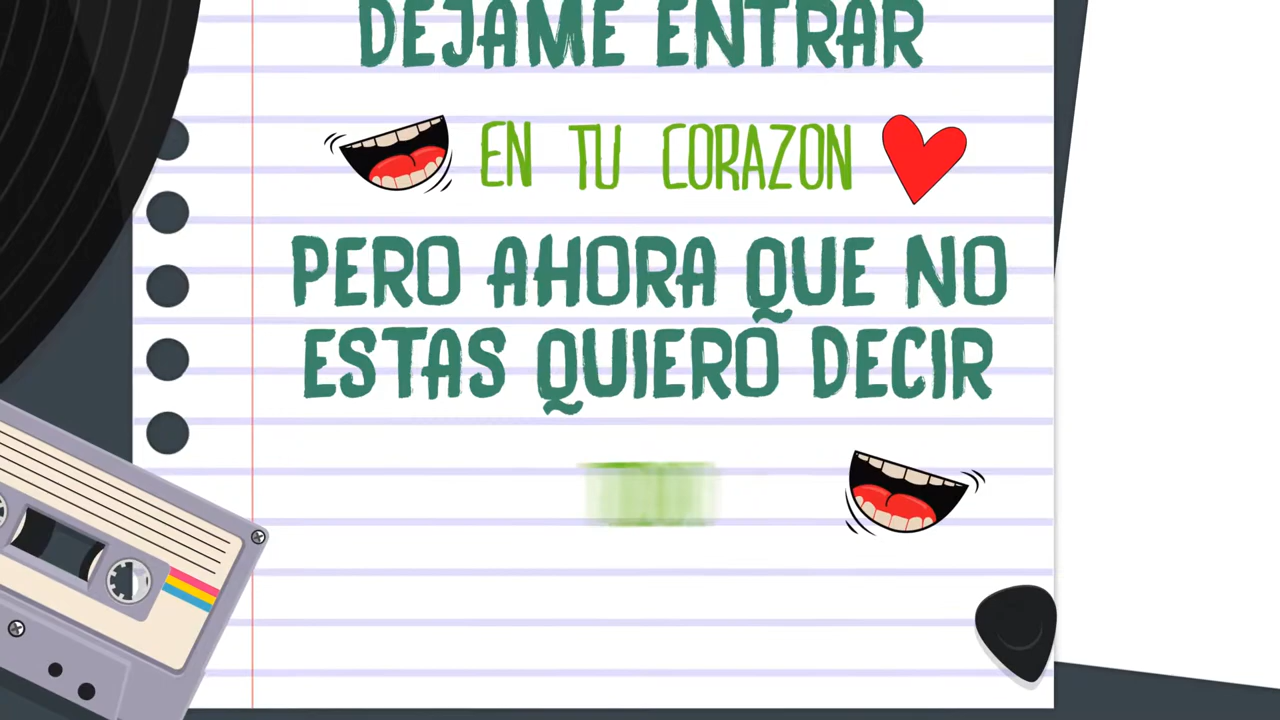 DEJAME ENTRAR
EN TU CORAZON
PERO AHORA QUE NO
ESTAS QUIERO DECIR